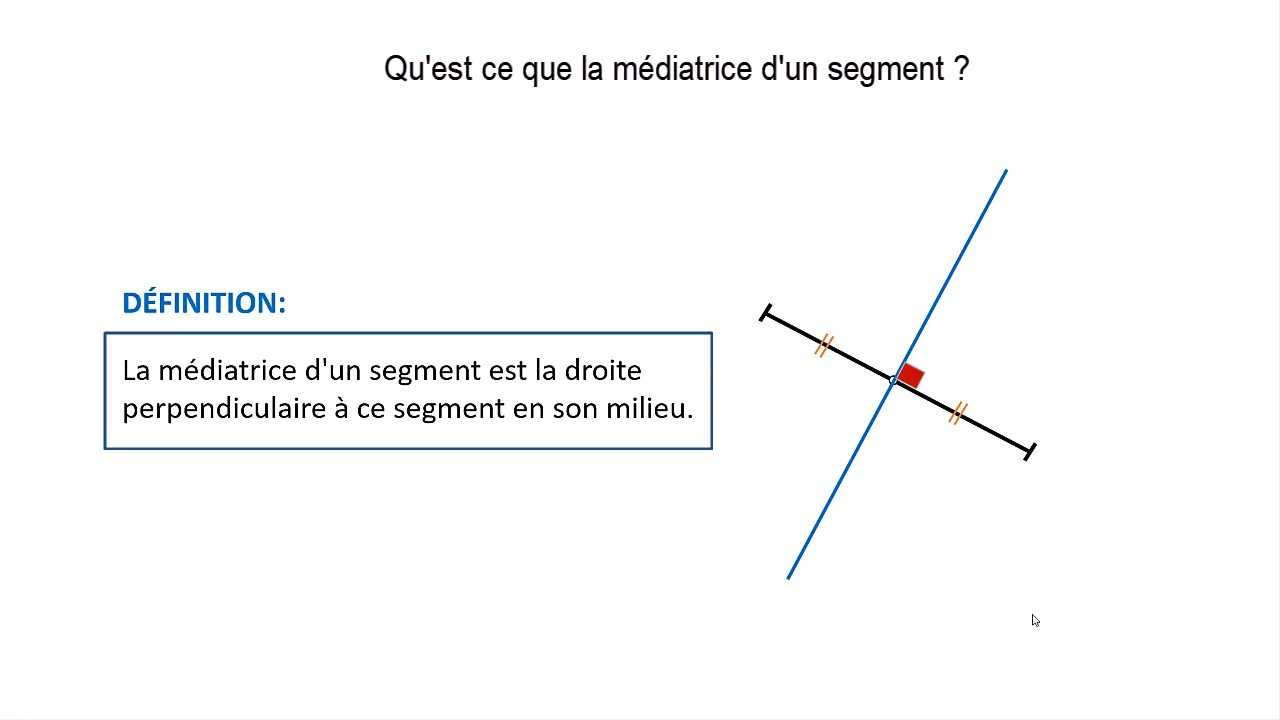 Qu'est ce que la médiatrice d'un segment ?
DÉFINITION:
La médiatrice d'un segment est la droite
perpendiculaire à ce segment en son milieu.